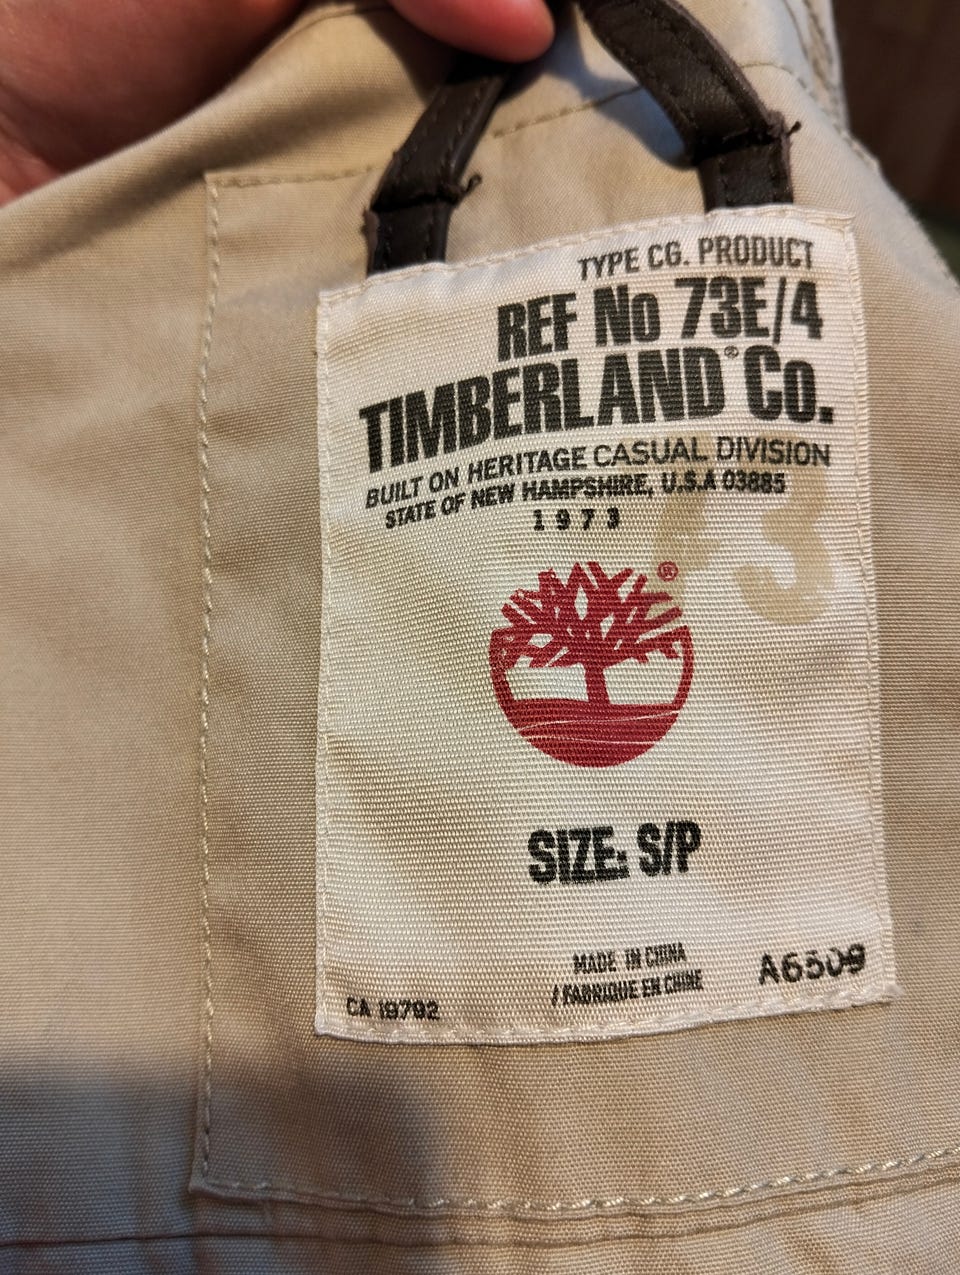 TYPE CG. PRODUCT
REF No 73E/4
TIMBERLAND® Co.
BUILT ON HERITAGE CASUAL DIVISION
STATE OF NEW HAMPSHIRE, U.S.A 03885
1973
73
®
SIZE: S/P
MADE IN CHINA
/ FABRIQUE EN CHINE
A6509
CA 19792